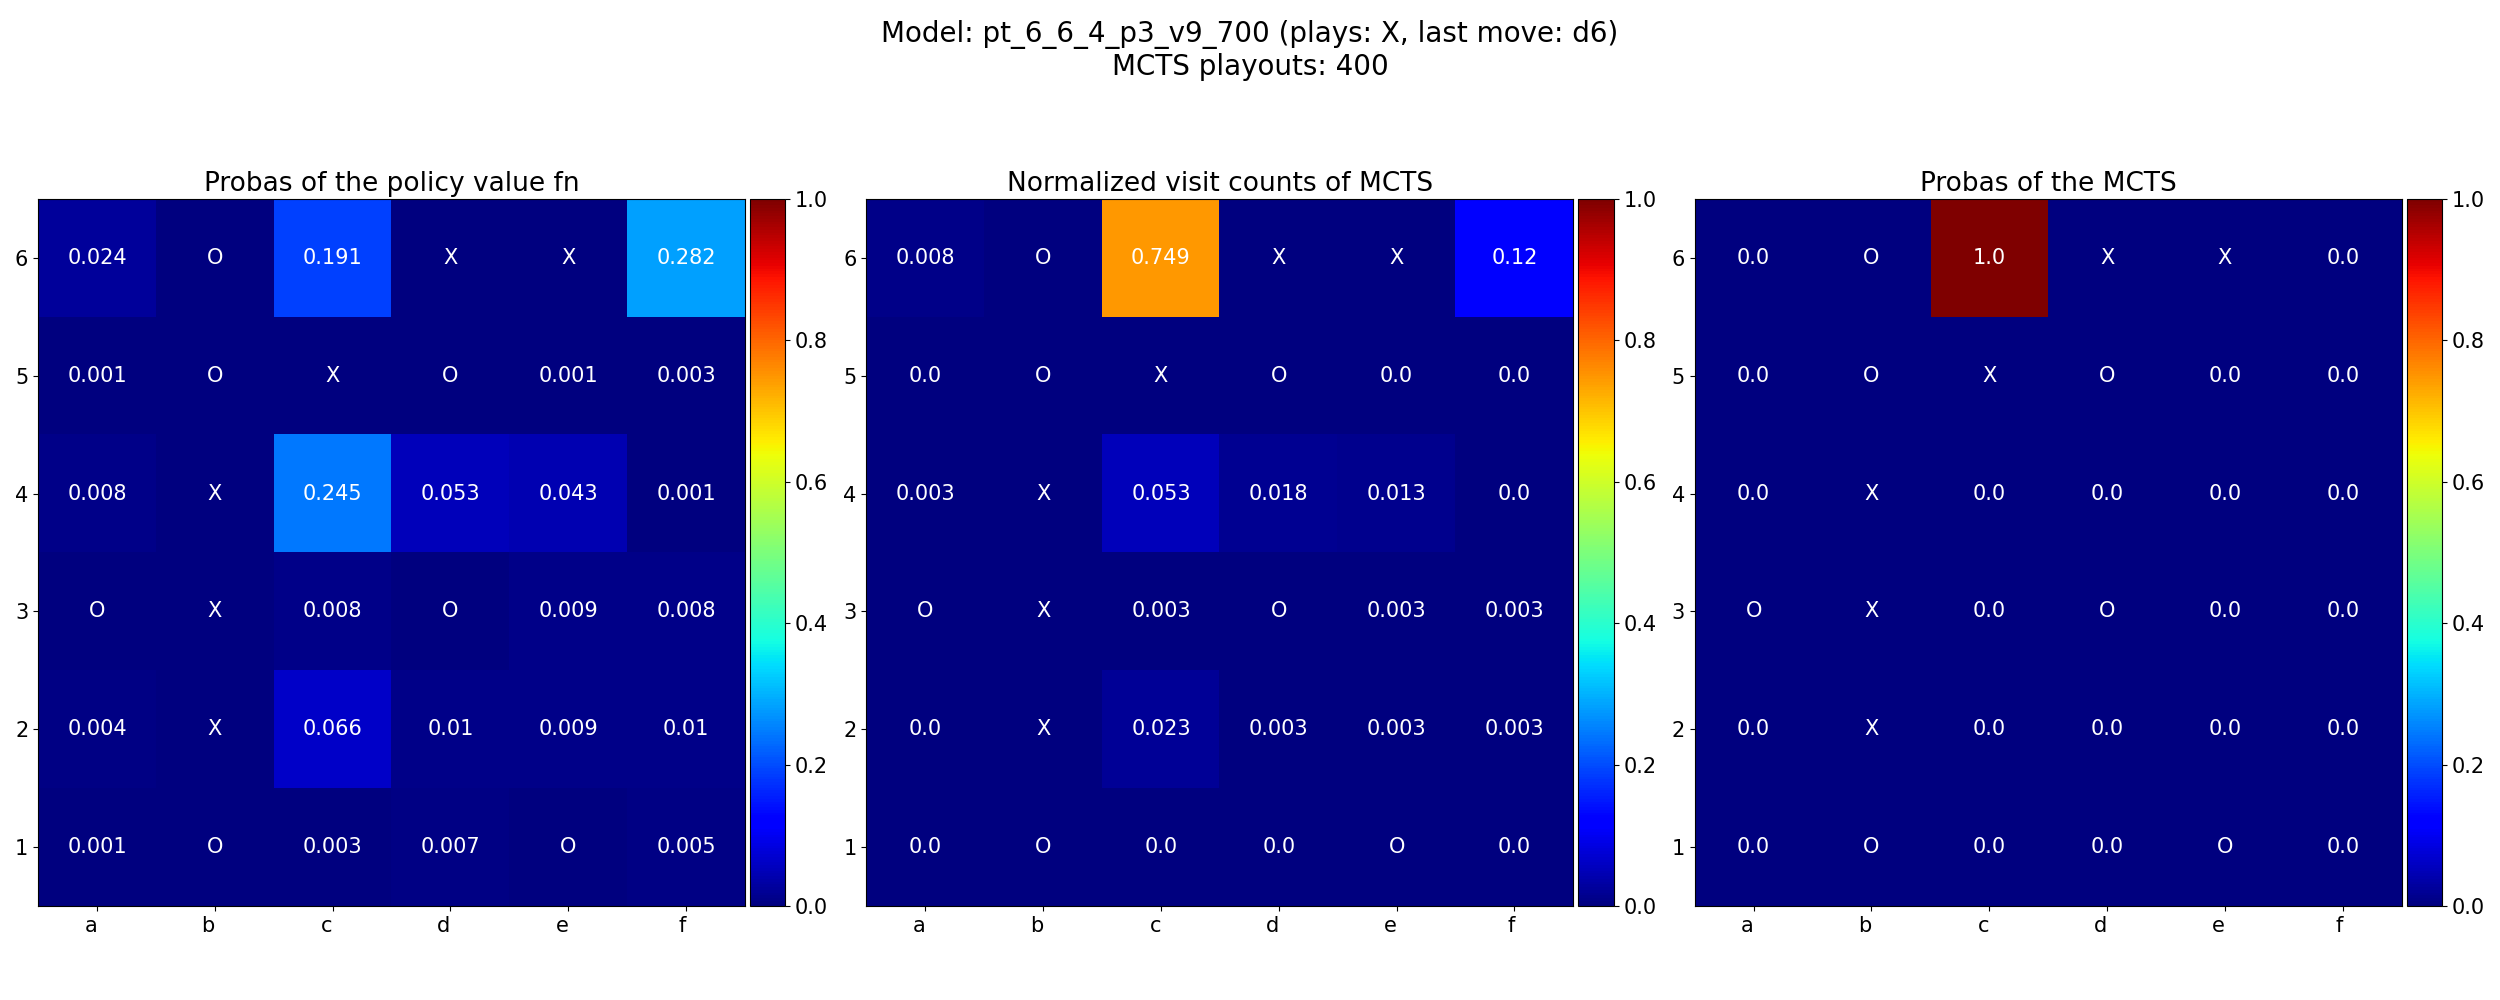 Model: pt_6_6_4_p3_v9_700 (plays: X, last move: d6)
MCTS playouts: 400
Probas of the policy value fn
6 0.024 O 0.191 X X 0.282
5 0.001 O X O 0.001 0.003
4 0.008 X 0.245 0.053 0.043 0.001
3 O X 0.008 O 0.009 0.008
2 0.004 X 0.066 0.01 0.009 0.01
1 0.001 O 0.003 0.007 O 0.005
a b c d e f
1.0
0.8
0.6
0.4
0.2
0.0
Normalized visit counts of MCTS
6 0.008 O 0.749 X X 0.12
5 0.0 O X O 0.0 0.0
4 0.003 X 0.053 0.018 0.013 0.0
3 O X 0.003 O 0.003 0.003
2 0.0 X 0.023 0.003 0.003 0.003
1 0.0 O 0.0 0.0 O 0.0
a b c d e f
1.0
0.8
0.6
0.4
0.2
0.0
Probas of the MCTS
6 0.0 O 1.0 X X 0.0
5 0.0 O X O 0.0 0.0
4 0.0 X 0.0 0.0 0.0 0.0
3 O X 0.0 O 0.0 0.0
2 0.0 X 0.0 0.0 0.0 0.0
1 0.0 O 0.0 0.0 O 0.0
a b c d e f
1.0
0.8
0.6
0.4
0.2
0.0